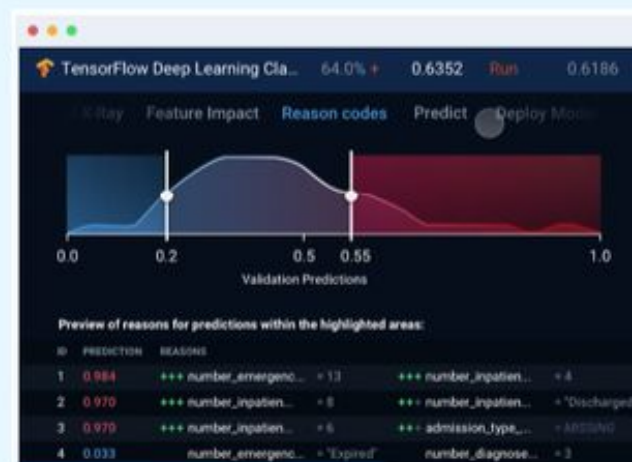 TensorFlow Deep Learning Cla... 64.0% + 0.6352 Run 0.6186
Feature Impact Reason codes Predict Deploy
0.0 0.2 0.5 0.55 1.0
Validation Predictions
Preview of reasons for predictions within the highlighted areas:
ID PREDICTION REASONS
1 0.984 +++ number_emergenc... = 13 +++ number_inpatien... = 4
2 0.970 +++ number_inpatien... = 8 +++ number_inpatien... = "Discharged
3 0.970 +++ number_inpatien... = 6 +++ admission_type_...
4 0.033 number_emergenc... = "Expired" number_diagnose... = 3